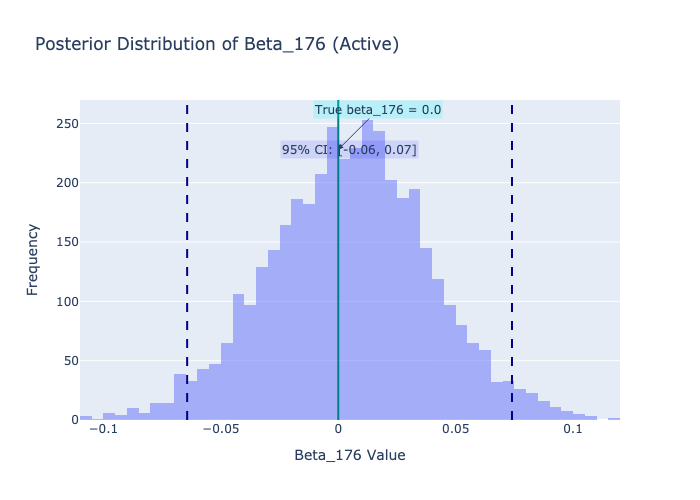 Posterior Distribution of Beta_176 (Active)
True beta_176 = 0.0
95% CI: [-0.06, 0.07]
Frequency
250
200
150
100
50
0
−0.1
−0.05
0
0.05
0.1
Beta_176 Value